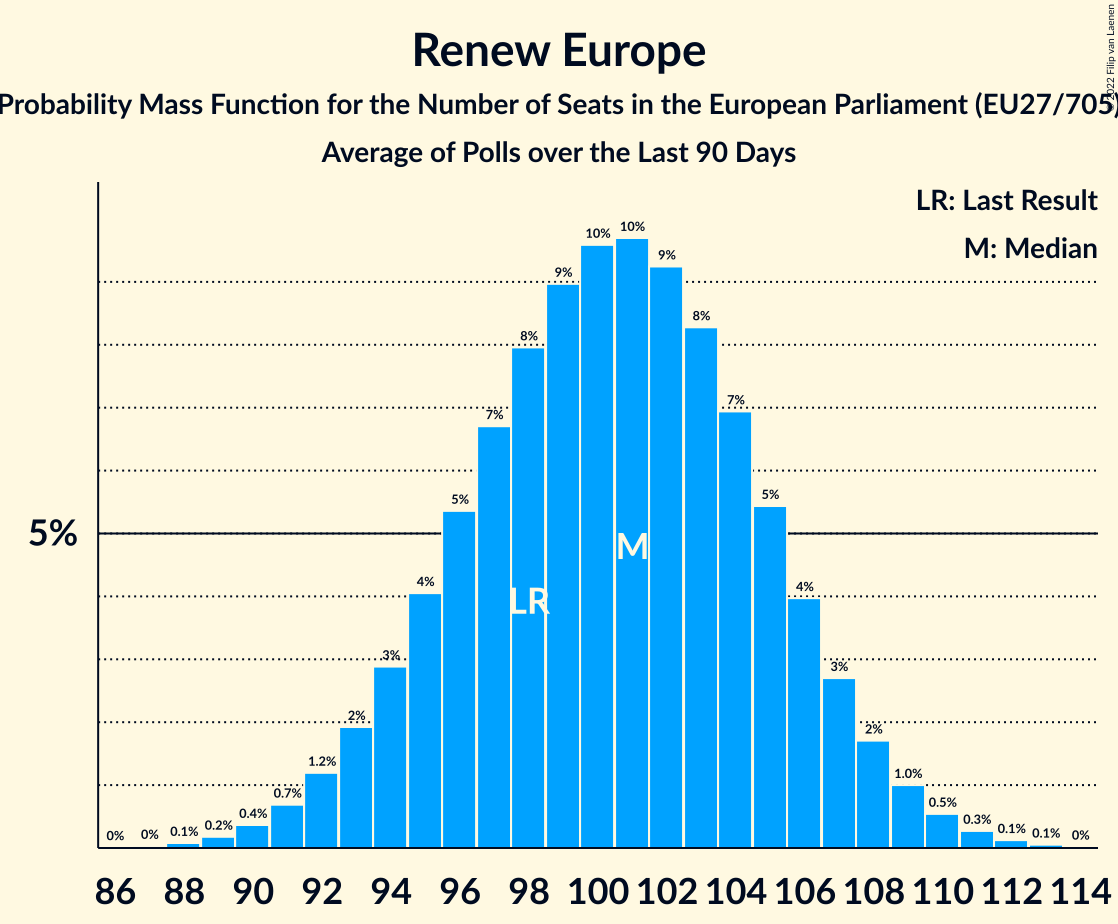 Renew Europe
Probability Mass Function for the Number of Seats in the European Parliament (EU27/705)
Average of Polls over the Last 90 Days
© 2022 Filip van Laenen
LR: Last Result
M: Median
5%
0% 0% 0.1% 0.2% 0.4% 0.7% 1.2% 2% 3% 4% 5% 7% 8% 9% 10% 10% 9% 8% 7% 5% 4% 3% 2% 1.0% 0.5% 0.3% 0.1% 0.1% 0%
M
LR
86 88 90 92 94 96 98 100 102 104 106 108 110 112 114